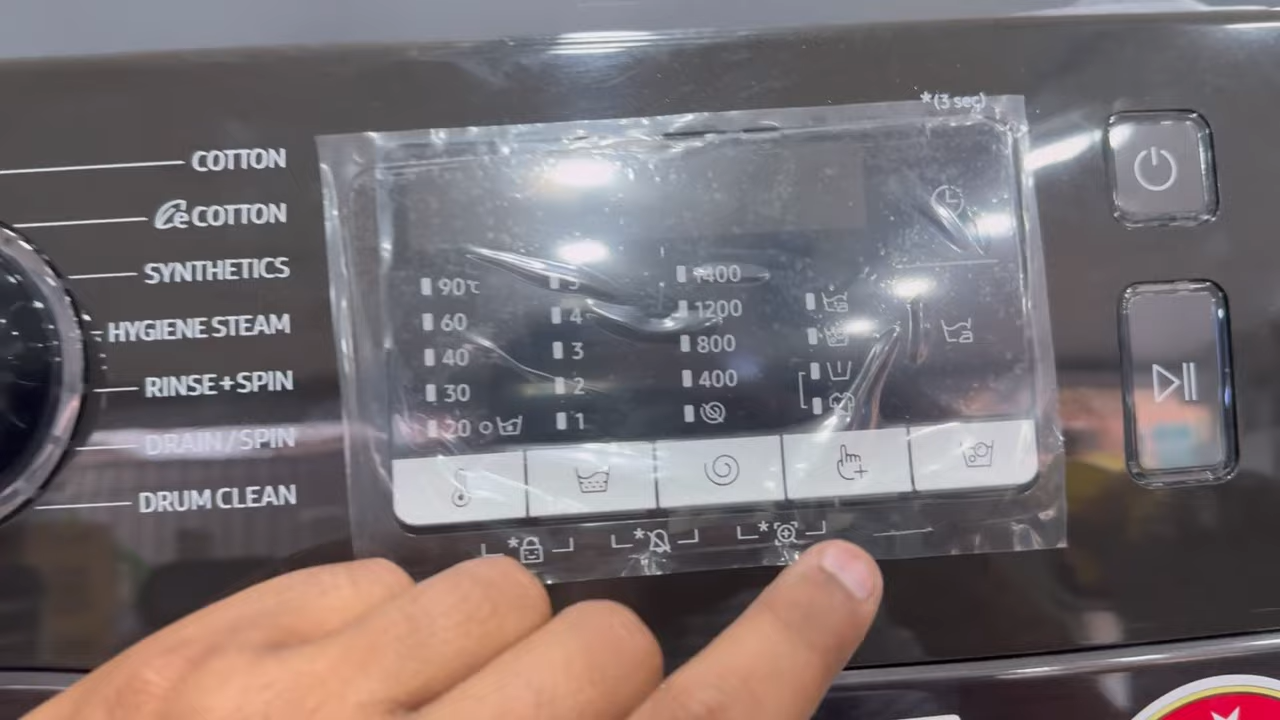 *(3 sec)
COTTON
COTTON
SYNTHETICS
HYGIENE STEAM
RINSE+SPIN
DRAIN/SPIN
DRUM CLEAN
90℃
60
40
30
20
5
4
3
2
1
1400
1200
800
400